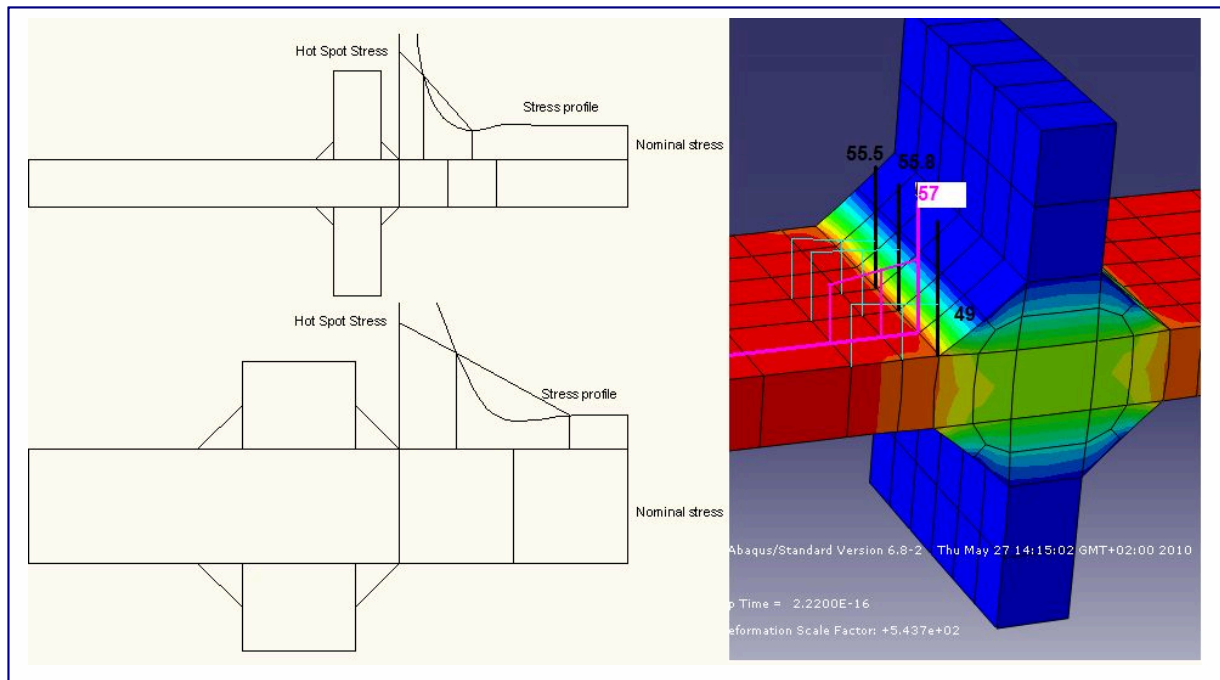 Hot Spot Stress
Stress profile
Nominal stress
Hot Spot Stress
Stress profile
Nominal stress
55.5
55.8
57
49
Abaqus/Standard Version 6.8-2 Thu May 27 14:15:02 GMT+02:00 2010
p Time = 2.2200E-16
eformation Scale Factor: +5.437e+02